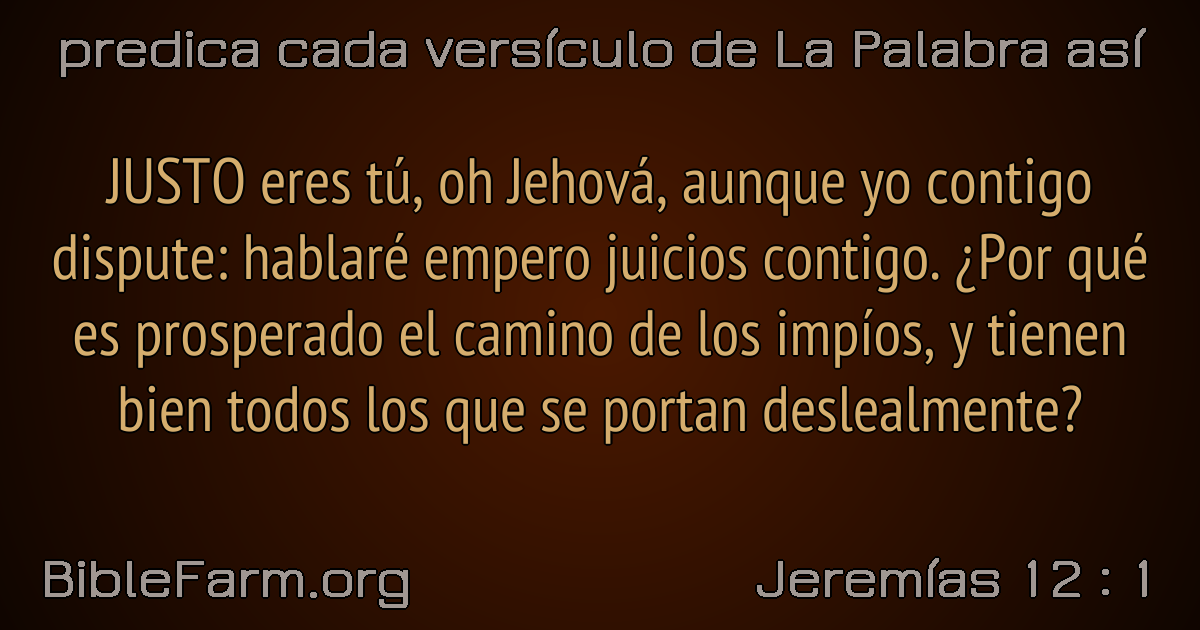 predica cada versículo de La Palabra así
JUSTO eres tú, oh Jehová, aunque yo contigo
dispute: hablaré empero juicios contigo. ¿Por qué
es prosperado el camino de los impíos, y tienen
bien todos los que se portan deslealmente?
BibleFarm.org
Jeremías 12 : 1